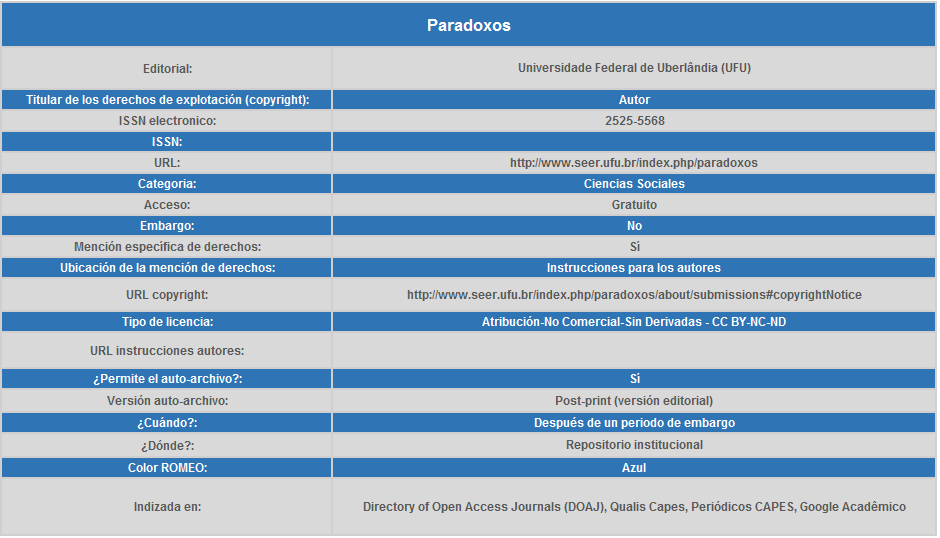 Paradoxos
Editorial: Universidade Federal de Uberlândia (UFU)
Titular de los derechos de explotación (copyright): Autor
ISSN electronico: 2525-5568
ISSN:
URL: http://www.seer.ufu.br/index.php/paradoxos
Categoria: Ciencias Sociales
Acceso: Gratuito
Embargo: No
Mención específica de derechos: Sí
Ubicación de la mención de derechos: Instrucciones para los autores
URL copyright: http://www.seer.ufu.br/index.php/paradoxos/about/submissions#copyrightNotice
Tipo de licencia: Atribución-No Comercial-Sin Derivadas - CC BY-NC-ND
URL instrucciones autores:
¿Permite el auto-archivo?: Sí
Versión auto-archivo: Post-print (versión editorial)
¿Cuándo?: Después de un periodo de embargo
¿Dónde?: Repositorio institucional
Color ROMEO: Azul
Indizada en: Directory of Open Access Journals (DOAJ), Qualis Capes, Periódicos CAPES, Google Acadêmico